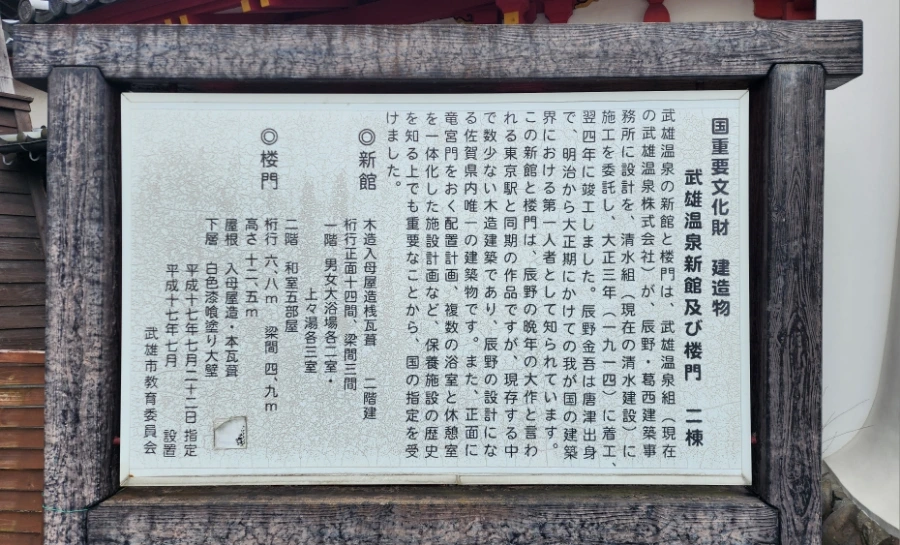 国重要文化財　建造物
武雄温泉新館及び楼門　二棟
武雄温泉の新館と楼門は、武雄温泉組（現在
の武雄温泉株式会社）が、辰野・葛西建築事
務所に設計を、清水組（現在の清水建設）に
施工を委託し、大正三年（一九一四）に着工、
翌四年に竣工しました。辰野金吾は唐津出身
で、明治から大正期にかけての我が国の建築
界における第一人者として知られています。
この新館と楼門は、辰野の晩年の大作と言わ
れる東京駅と同期の作品ですが、現存する中
で数少ない木造建築であり、辰野の設計にな
る佐賀県内唯一の建築物です。また、正面に
竜宮門をおく配置計画、複数の浴室と休憩室
を一体化した施設計画など、保養施設の歴史
を知る上でも重要なことから、国の指定を受
けました。
◎新館　木造入母屋造桟瓦葺　二階建
桁行正面十四間、梁間三間
一階　男女大浴場各二室・
上々湯各三室
二階　和室五部屋
◎楼門　桁行　六、八ｍ　梁間　四、九ｍ
高さ　十二、五ｍ
屋根　入母屋造・本瓦葺
下層　白色漆喰塗り大壁
平成十七年七月二十二日　指定
平成十七年七月　設置
武雄市教育委員会